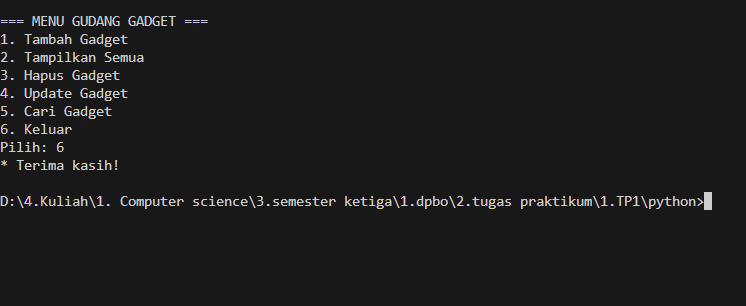 === MENU GUDANG GADGET ===
1. Tambah Gadget
2. Tampilkan Semua
3. Hapus Gadget
4. Update Gadget
5. Cari Gadget
6. Keluar
Pilih: 6
* Terima kasih!
D:\4.Kuliah\1. Computer science\3.semester ketiga\1.dpbo\2.tugas praktikum\1.TP1\python>